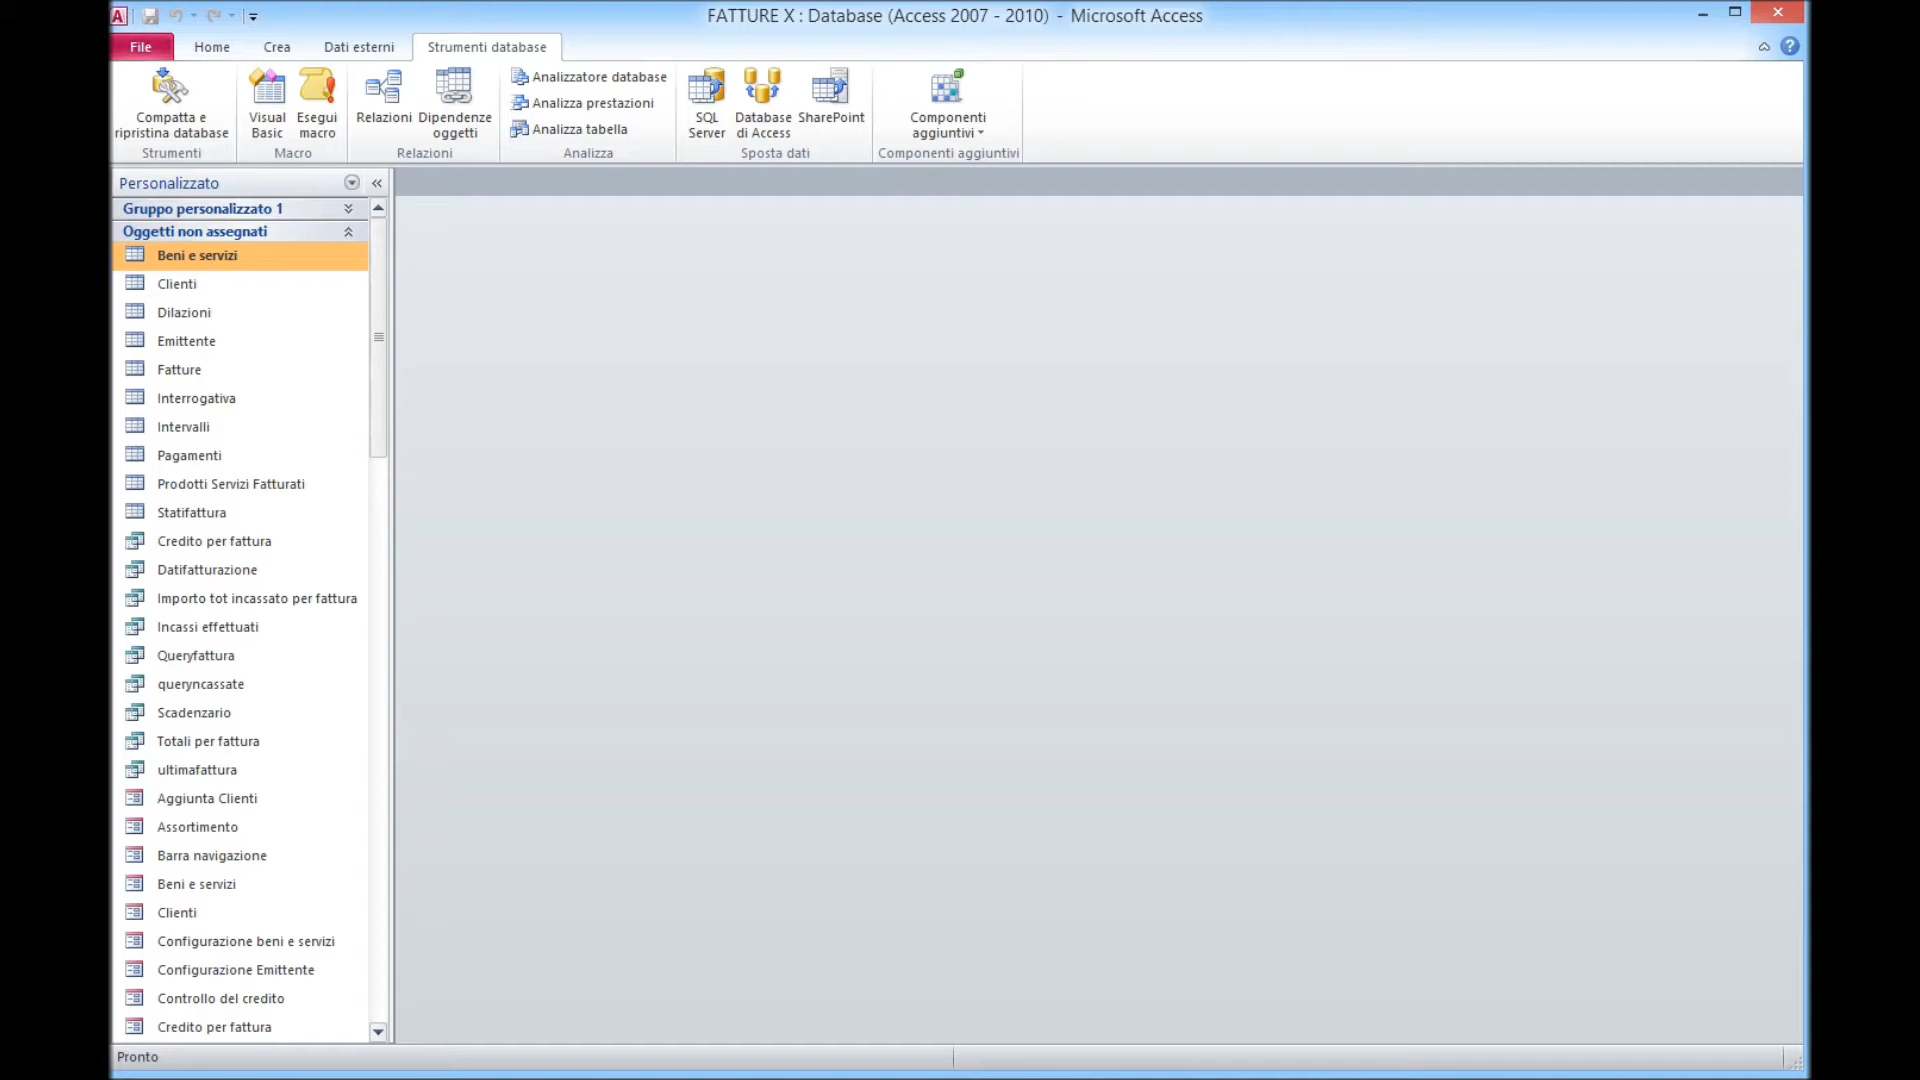 FATTURE X : Database (Access 2007 - 2010) - Microsoft Access
File Home Crea Dati esterni Strumenti database
Compatta e ripristina database
Visual Basic
Esegui macro
Relazioni
Dipendenze oggetti
Analizzatore database
Analizza prestazioni
Analizza tabella
SQL Server
Database di Access
SharePoint
Componenti aggiuntivi
Strumenti Macro Relazioni Analizza Sposta dati Componenti aggiuntivi
Personalizzato
Gruppo personalizzato 1
Oggetti non assegnati
Beni e servizi
Clienti
Dilazioni
Emittente
Fatture
Interrogativa
Intervalli
Pagamenti
Prodotti Servizi Fatturati
Statifattura
Credito per fattura
Datifatturazione
Importo tot incassato per fattura
Incassi effettuati
Queryfattura
queryncassate
Scadenzario
Totali per fattura
ultimafattura
Aggiunta Clienti
Assortimento
Barra navigazione
Beni e servizi
Clienti
Configurazione beni e servizi
Configurazione Emittente
Controllo del credito
Credito per fattura
Pronto